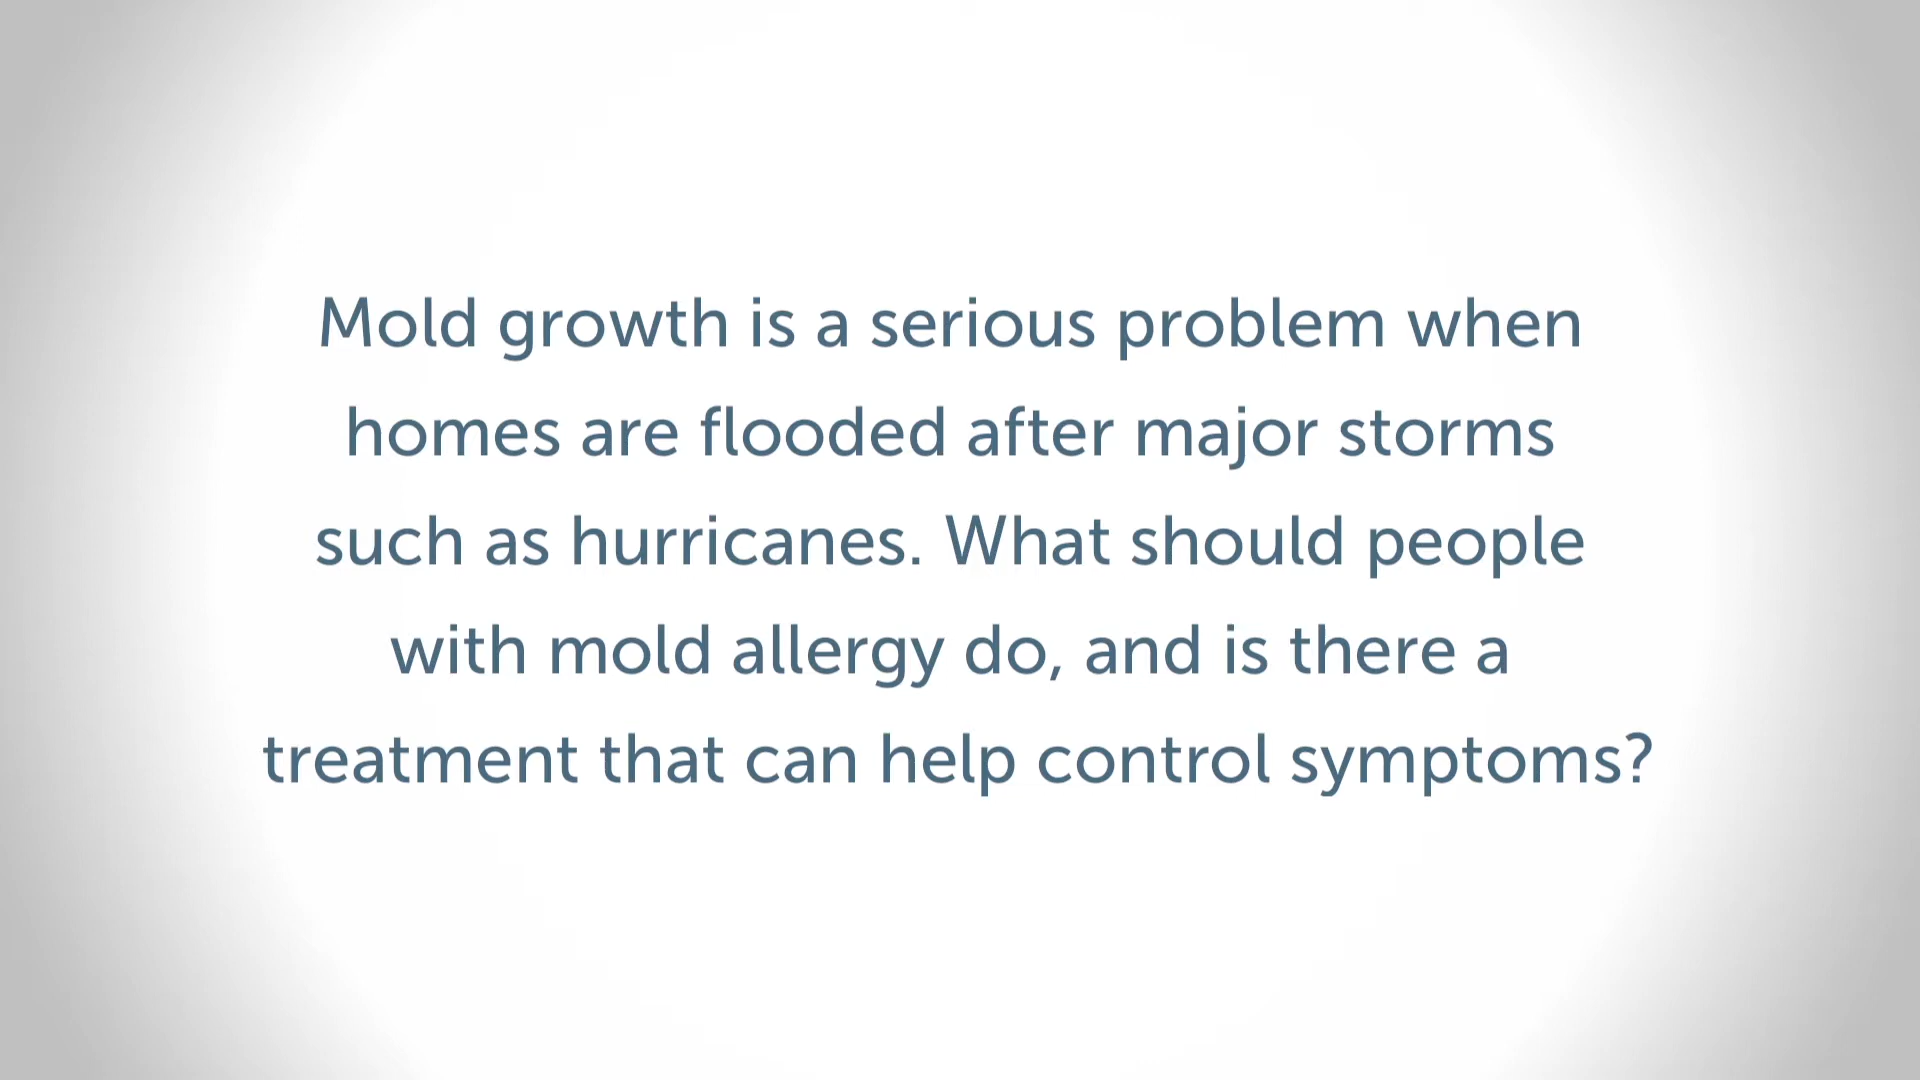 Mold growth is a serious problem when
homes are flooded after major storms
such as hurricanes. What should people
with mold allergy do, and is there a
treatment that can help control symptoms?